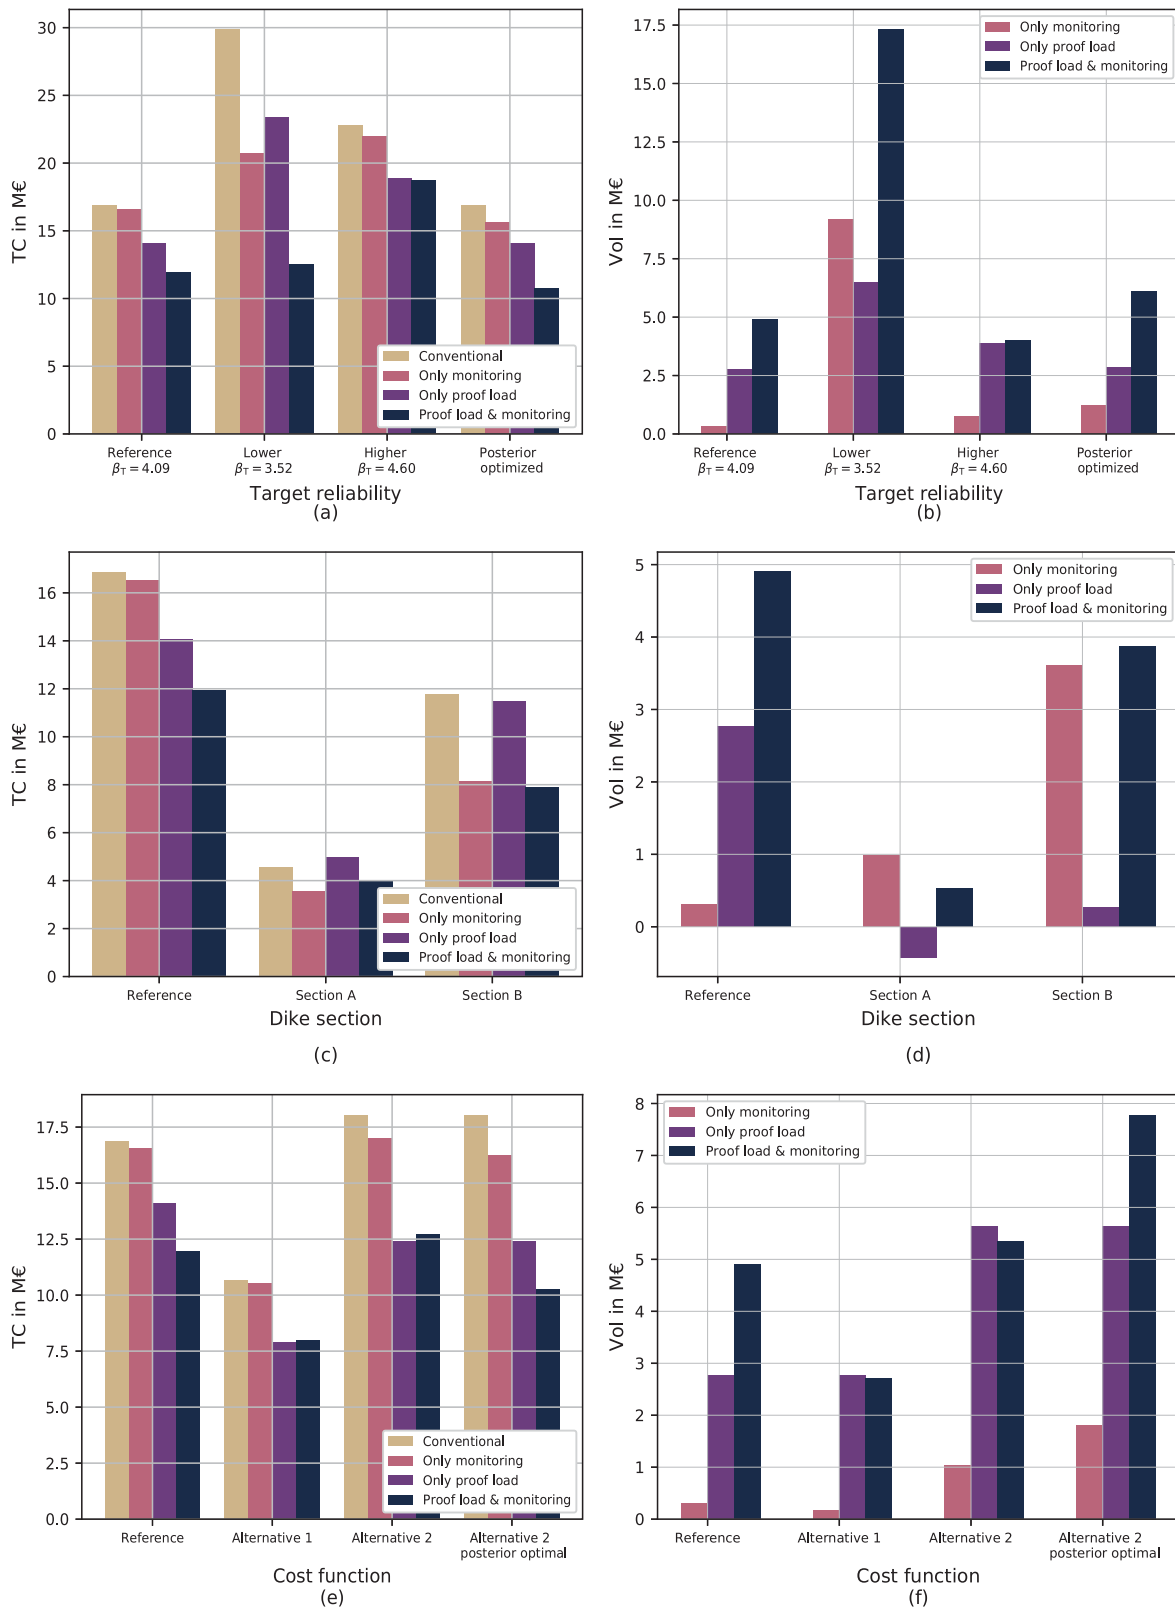 30
25
20
15
10
5
0
TC in M€
Conventional
Only monitoring
Only proof load
Proof load & monitoring
Reference
βT = 4.09
Lower
βT = 3.52
Higher
βT = 4.60
Posterior
optimized
Target reliability
(a)
17.5
15.0
12.5
10.0
7.5
5.0
2.5
0.0
VoI in M€
Only monitoring
Only proof load
Proof load & monitoring
Reference
βT = 4.09
Lower
βT = 3.52
Higher
βT = 4.60
Posterior
optimized
Target reliability
(b)
16
14
12
10
8
6
4
2
0
TC in M€
Conventional
Only monitoring
Only proof load
Proof load & monitoring
Reference
Section A
Section B
Dike section
(c)
5
4
3
2
1
0
VoI in M€
Only monitoring
Only proof load
Proof load & monitoring
Reference
Section A
Section B
Dike section
(d)
17.5
15.0
12.5
10.0
7.5
5.0
2.5
0.0
TC in M€
Conventional
Only monitoring
Only proof load
Proof load & monitoring
Reference
Alternative 1
Alternative 2
Alternative 2
posterior optimal
Cost function
(e)
8
7
6
5
4
3
2
1
0
VoI in M€
Only monitoring
Only proof load
Proof load & monitoring
Reference
Alternative 1
Alternative 2
Alternative 2
posterior optimal
Cost function
(f)